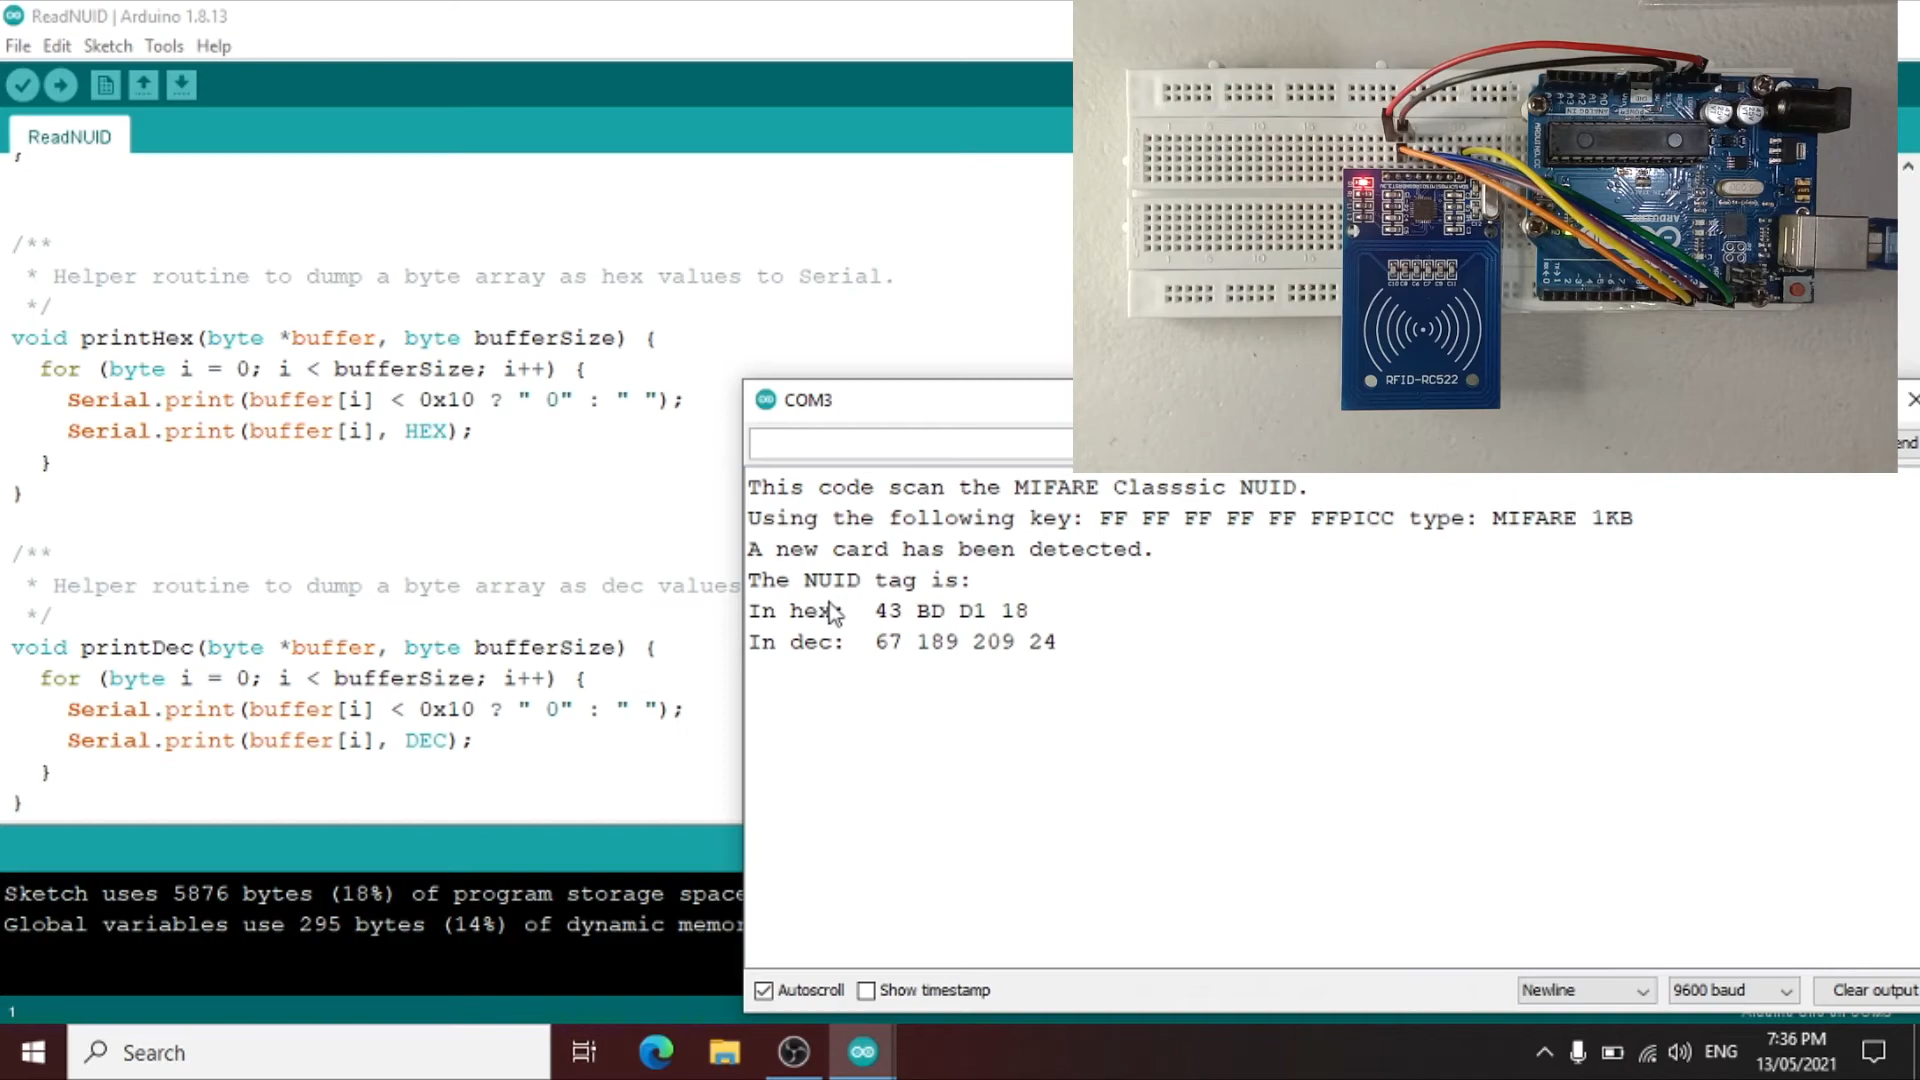 ReadNUID | Arduino 1.8.13
File Edit Sketch Tools Help
ReadNUID
}
/**
* Helper routine to dump a byte array as hex values to Serial.
*/
void printHex(byte *buffer, byte bufferSize) {
for (byte i = 0; i < bufferSize; i++) {
Serial.print(buffer[i] < 0x10 ? " 0" : " ");
Serial.print(buffer[i], HEX);
}
}
/**
* Helper routine to dump a byte array as dec values
*/
void printDec(byte *buffer, byte bufferSize) {
for (byte i = 0; i < bufferSize; i++) {
Serial.print(buffer[i] < 0x10 ? " 0" : " ");
Serial.print(buffer[i], DEC);
}
}
Sketch uses 5876 bytes (18%) of program storage space
Global variables use 295 bytes (14%) of dynamic memor
1
RFID-RC522
COM3
end
This code scan the MIFARE Classsic NUID.
Using the following key: FF FF FF FF FF FFPICC type: MIFARE 1KB
A new card has been detected.
The NUID tag is:
In hex: 43 BD D1 18
In dec: 67 189 209 24
Autoscroll Show timestamp Newline 9600 baud Clear output
Search
ENG
7:36 PM
13/05/2021